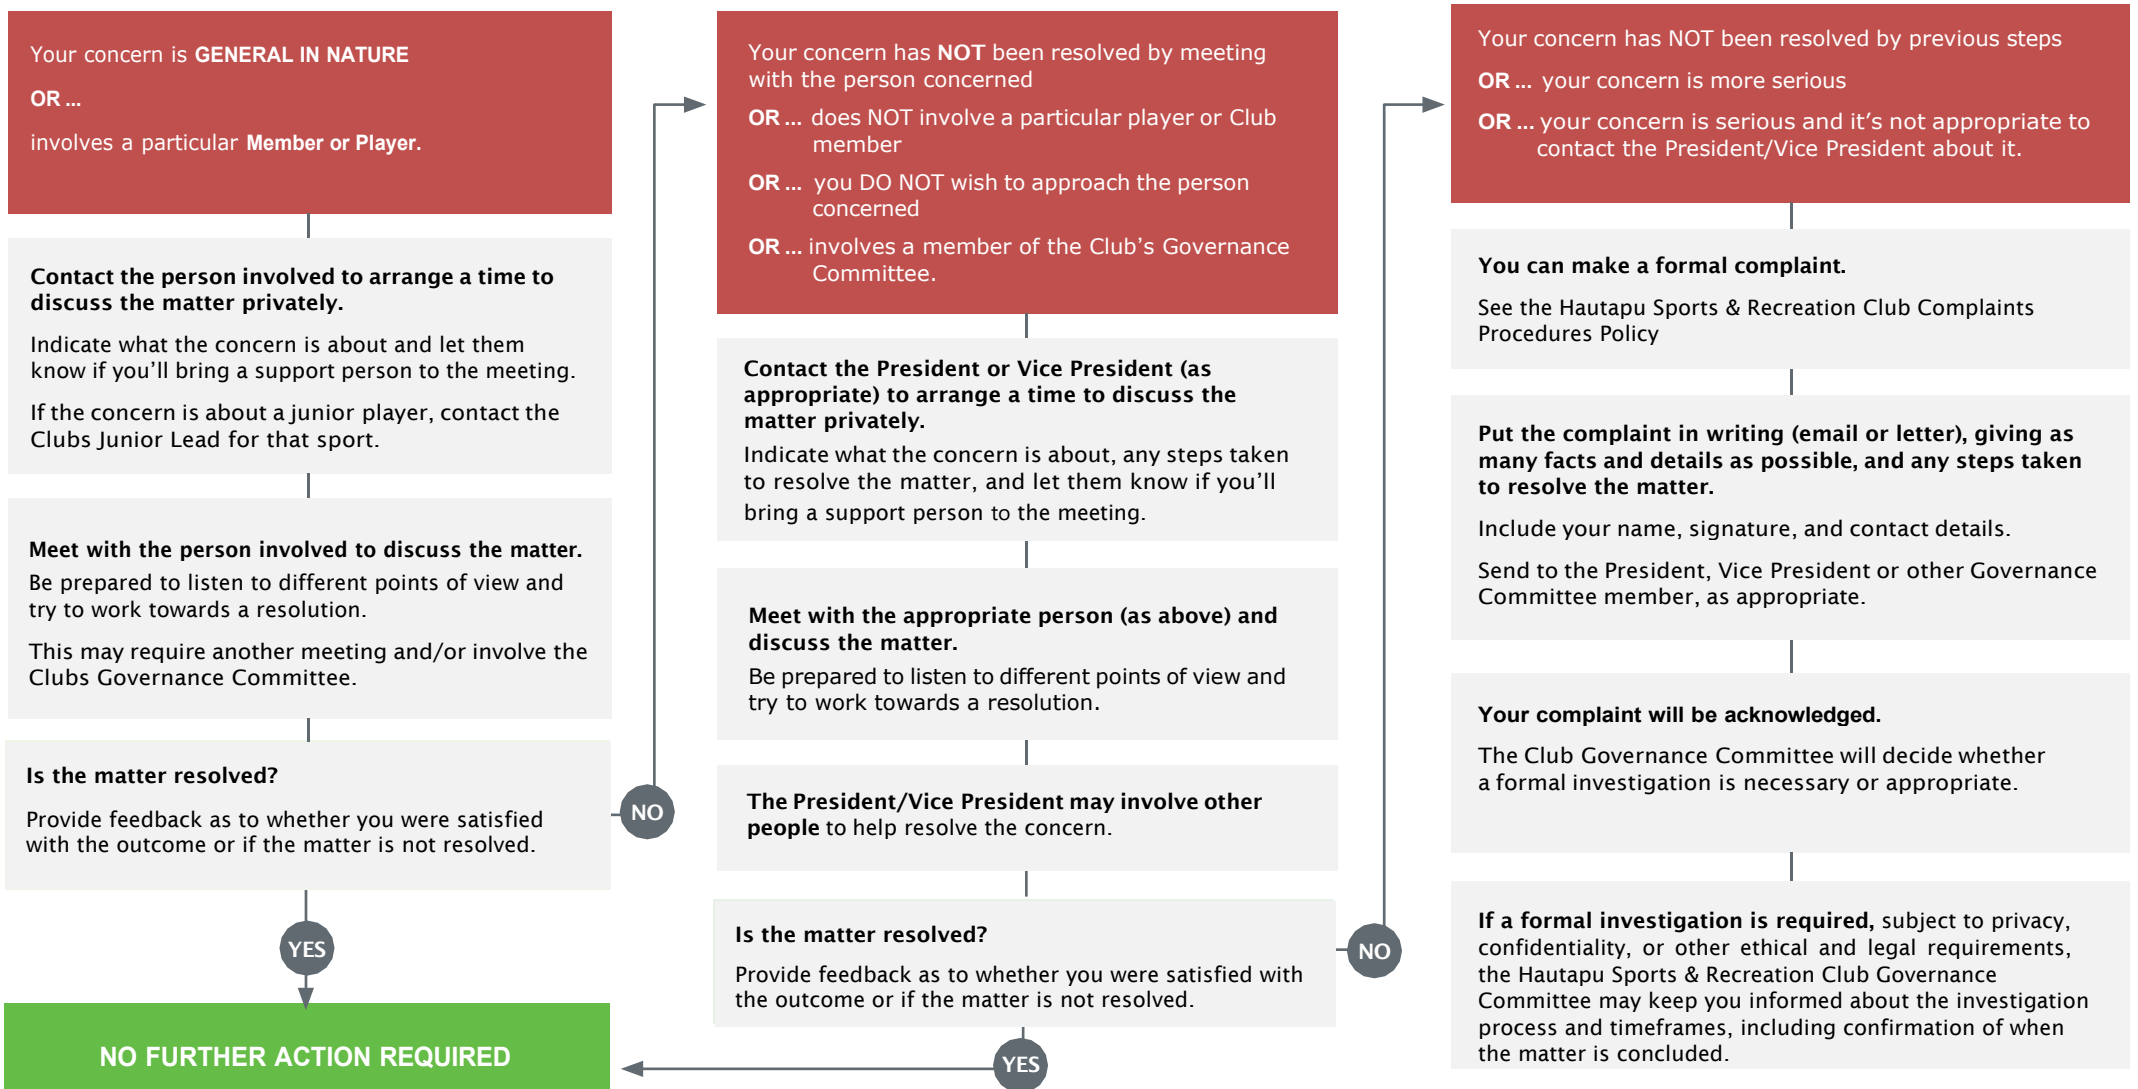 Your concern is GENERAL IN NATURE
OR ...
involves a particular Member or Player.
Contact the person involved to arrange a time to
discuss the matter privately.
Indicate what the concern is about and let them
know if you’ll bring a support person to the meeting.
If the concern is about a junior player, contact the
Clubs Junior Lead for that sport.
Meet with the person involved to discuss the matter.
Be prepared to listen to different points of view and
try to work towards a resolution.
This may require another meeting and/or involve the
Clubs Governance Committee.
Is the matter resolved?
Provide feedback as to whether you were satisfied
with the outcome or if the matter is not resolved.
NO
YES
NO FURTHER ACTION REQUIRED
Your concern has NOT been resolved by meeting
with the person concerned
OR ... does NOT involve a particular player or Club
member
OR ... you DO NOT wish to approach the person
concerned
OR ... involves a member of the Club’s Governance
Committee.
Contact the President or Vice President (as
appropriate) to arrange a time to discuss the
matter privately.
Indicate what the concern is about, any steps taken
to resolve the matter, and let them know if you’ll
bring a support person to the meeting.
Meet with the appropriate person (as above) and
discuss the matter.
Be prepared to listen to different points of view and
try to work towards a resolution.
The President/Vice President may involve other
people to help resolve the concern.
Is the matter resolved?
Provide feedback as to whether you were satisfied with
the outcome or if the matter is not resolved.
NO
YES
Your concern has NOT been resolved by previous steps
OR ... your concern is more serious
OR ... your concern is serious and it’s not appropriate to
contact the President/Vice President about it.
You can make a formal complaint.
See the Hautapu Sports & Recreation Club Complaints
Procedures Policy
Put the complaint in writing (email or letter), giving as
many facts and details as possible, and any steps taken
to resolve the matter.
Include your name, signature, and contact details.
Send to the President, Vice President or other Governance
Committee member, as appropriate.
Your complaint will be acknowledged.
The Club Governance Committee will decide whether
a formal investigation is necessary or appropriate.
If a formal investigation is required, subject to privacy,
confidentiality, or other ethical and legal requirements,
the Hautapu Sports & Recreation Club Governance
Committee may keep you informed about the investigation
process and timeframes, including confirmation of when
the matter is concluded.